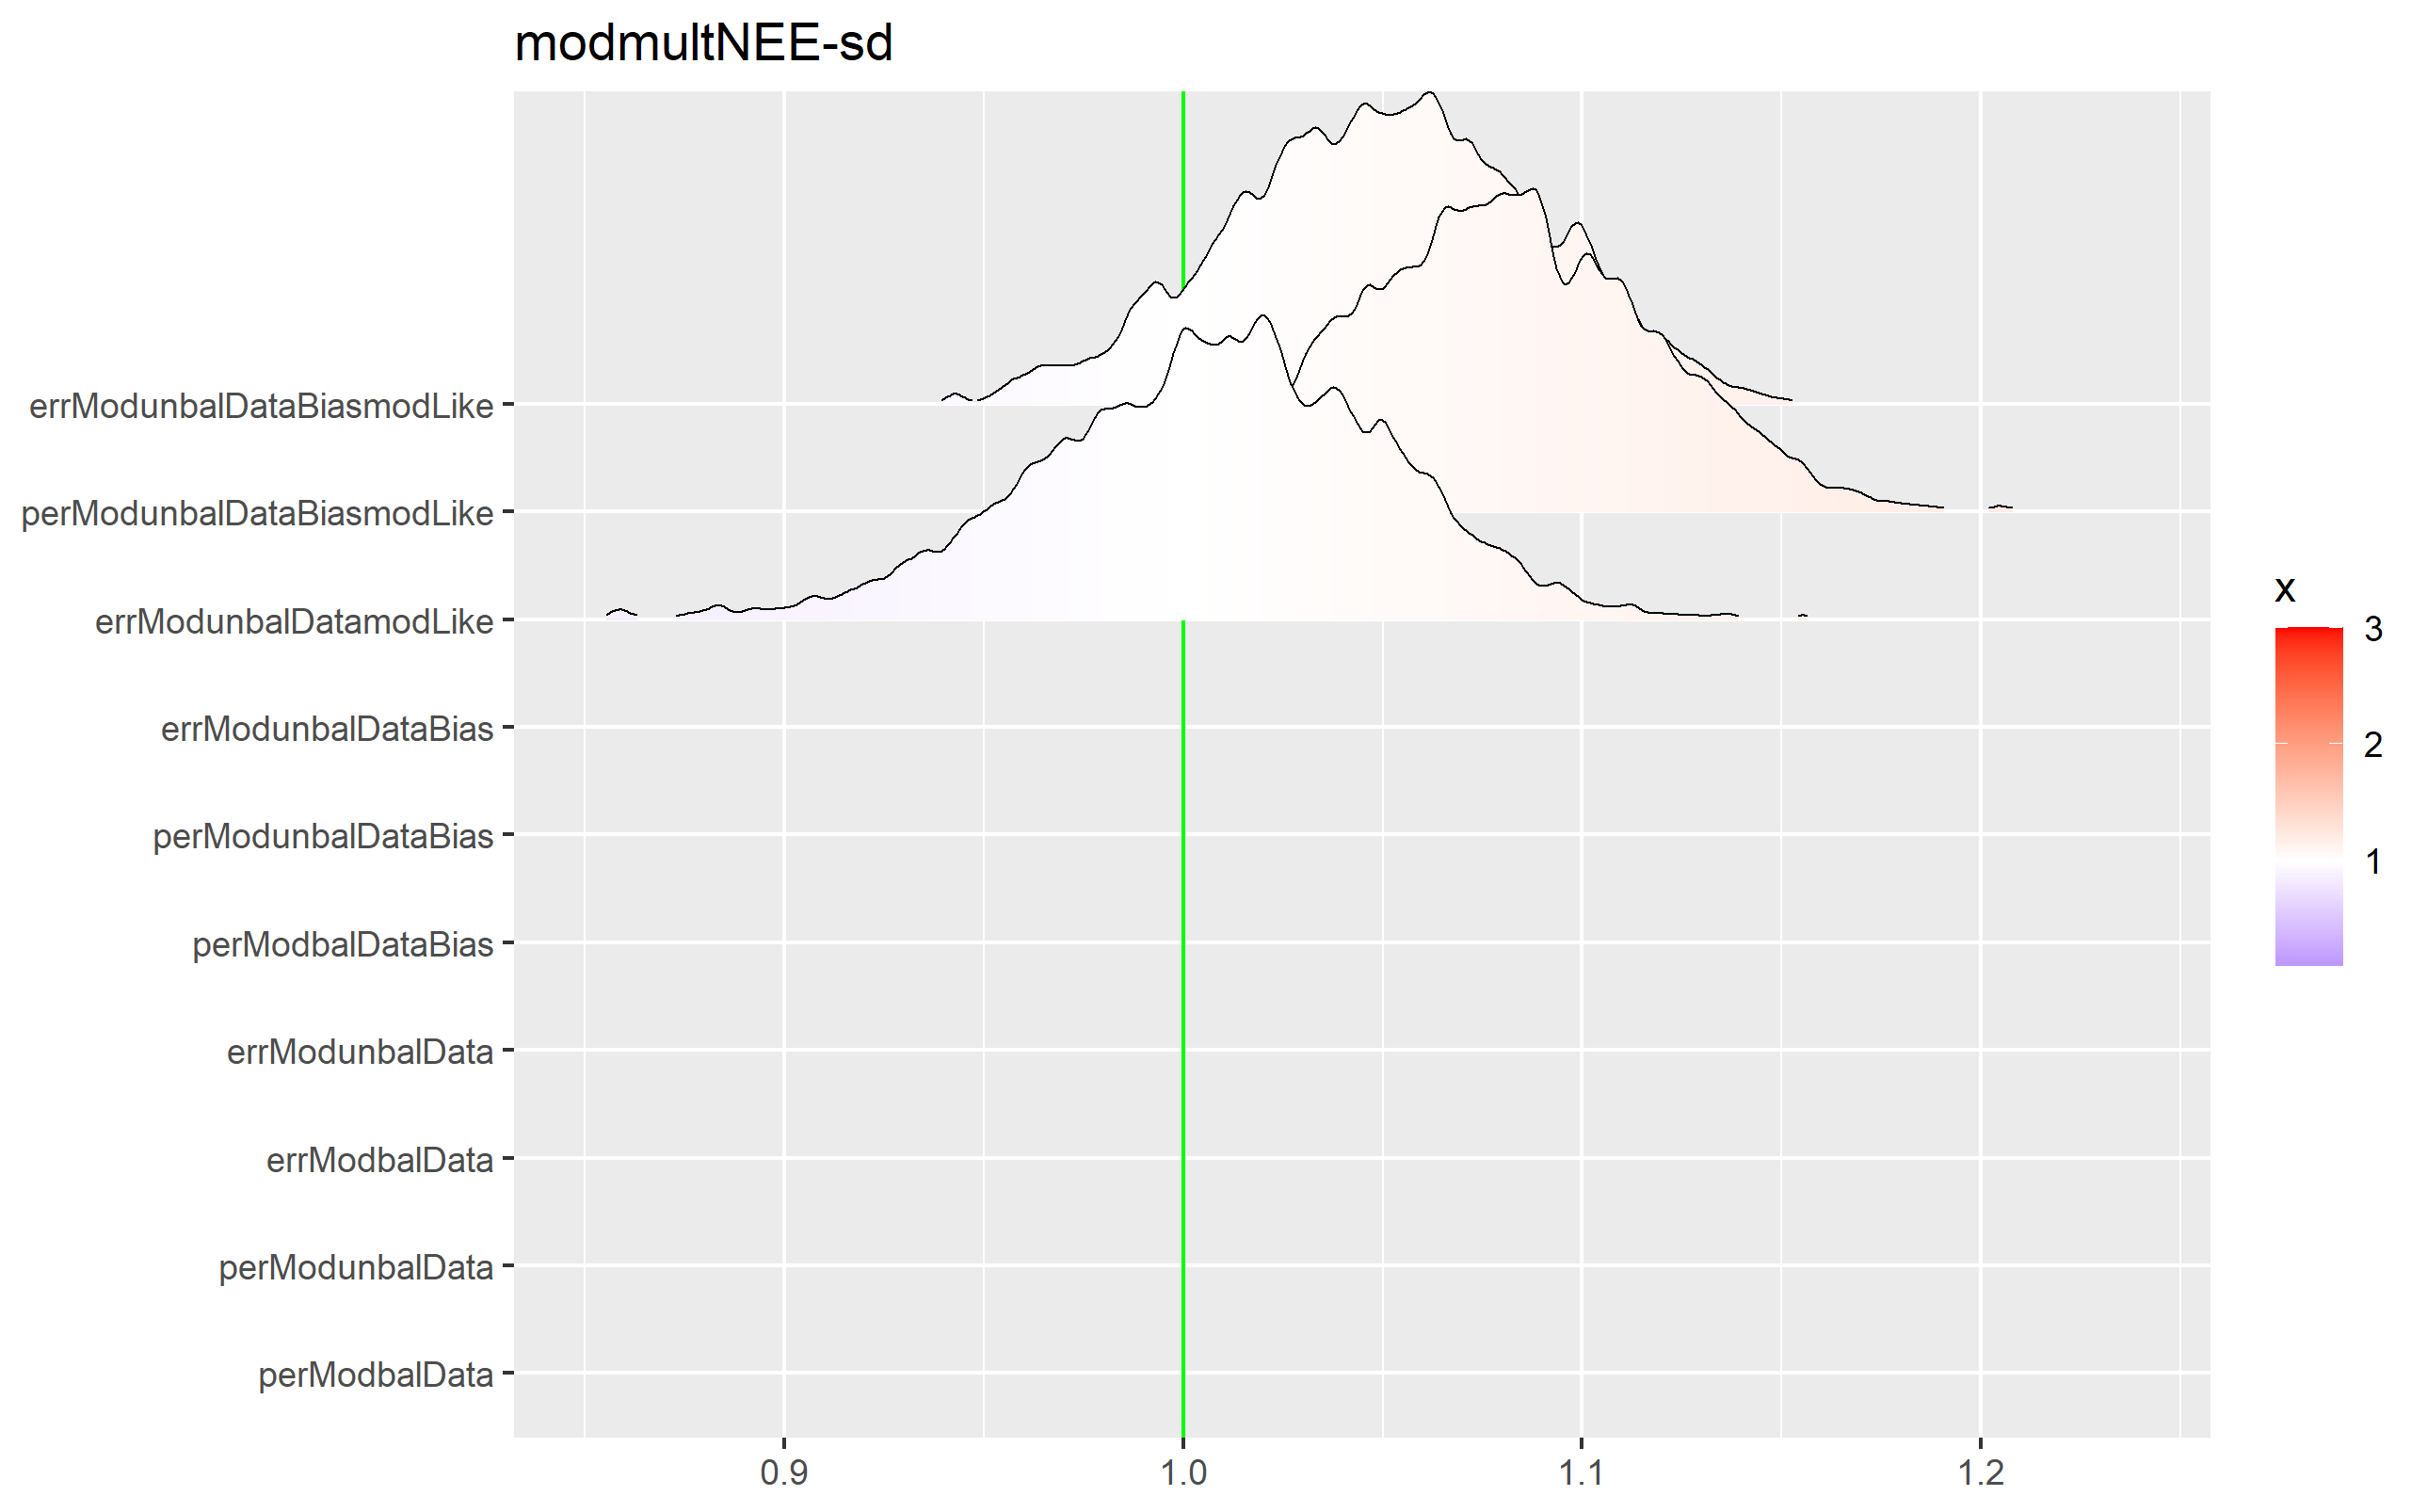 modmultNEE-sd
errModunbalDataBiasmodLike
perModunbalDataBiasmodLike
errModunbalDatamodLike
errModunbalDataBias
perModunbalDataBias
perModbalDataBias
errModunbalData
errModbalData
perModunbalData
perModbalData
0.9 1.0 1.1 1.2
x
3
2
1